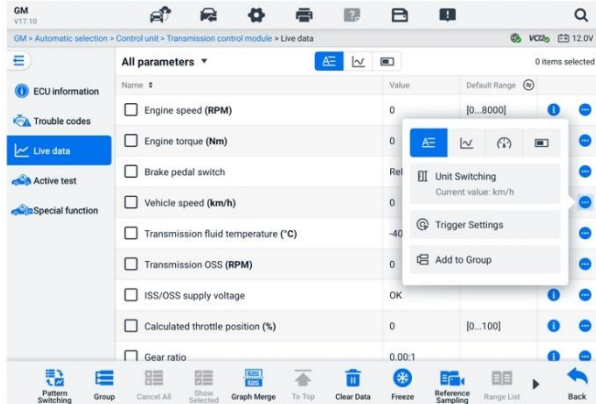 GM
V17.10
GM > Automatic selection > Control unit > Transmission control module > Live data
VCI2
12.0V
All parameters
0 items selected
Name
Value
Default Range
ECU information
Trouble codes
Live data
Active test
Special function
Engine speed (RPM)
0
[0...8000]
Engine torque (Nm)
0
Brake pedal switch
Rel
Vehicle speed (km/h)
0
Transmission fluid temperature (°C)
-40
Transmission OSS (RPM)
0
ISS/OSS supply voltage
OK
Calculated throttle position (%)
0
[0...100]
Gear ratio
0.00:1
Unit Switching
Current value: km/h
Trigger Settings
Add to Group
Pattern
Switching
Group
Cancel All
Show
Selected
Graph Merge
To Top
Clear Data
Freeze
Reference
Sampling
Range List
Back